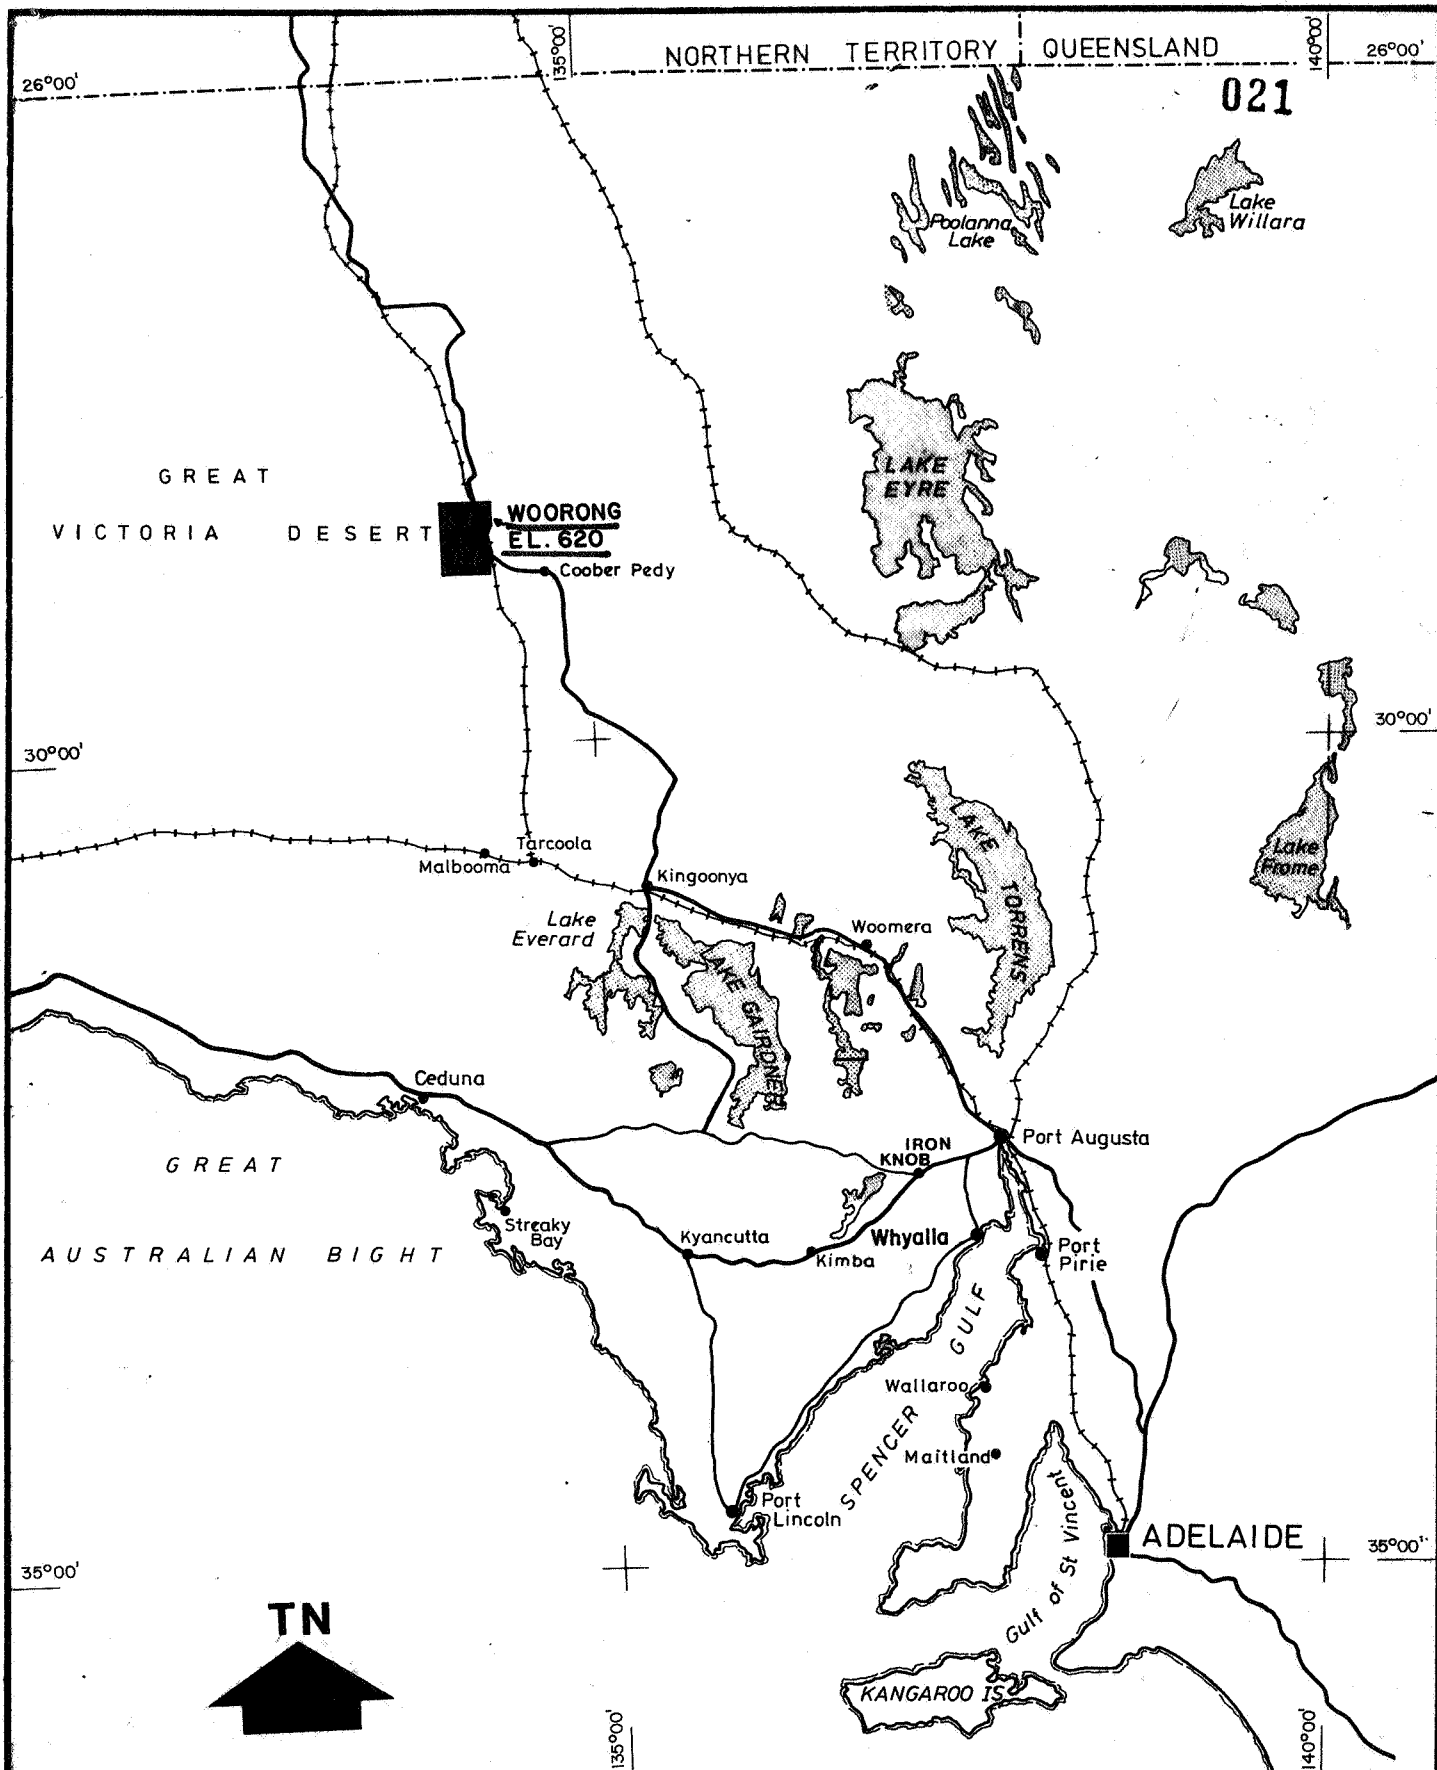 135°00'
140°00'
NORTHERN TERRITORY
QUEENSLAND
26°00'
26°00'
021
Lake
Willara
Poolanna
Lake
LAKE
EYRE
GREAT
VICTORIA DESERT
WOORONG
EL. 620
Coober Pedy
30°00'
30°00'
LAKE TORRENS
Lake
Frome
Tarcoola
Malbooma
Kingoonya
Lake
Everard
Woomera
LAKE GAIRDNER
Ceduna
GREAT
AUSTRALIAN BIGHT
IRON
KNOB
Port Augusta
Streaky
Bay
Kyancutta
Kimba
Whyalla
Port
Pirie
SPENCER GULF
Wallaroo
Maitland
Port
Lincoln
Gulf of St Vincent
ADELAIDE
35°00'
35°00'
TN
KANGAROO IS
135°00'
140°00'